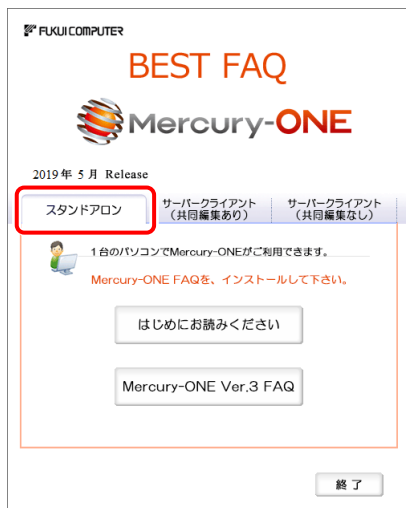 FUKUI COMPUTER
BEST FAQ
Mercury-ONE
2019年 5月 Release
スタンドアロン
サーバークライアント
（共同編集あり）
サーバークライアント
（共同編集なし）
1台のパソコンでMercury-ONEがご利用できます。
Mercury-ONE FAQを、インストールして下さい。
はじめにお読みください
Mercury-ONE Ver.3 FAQ
終了